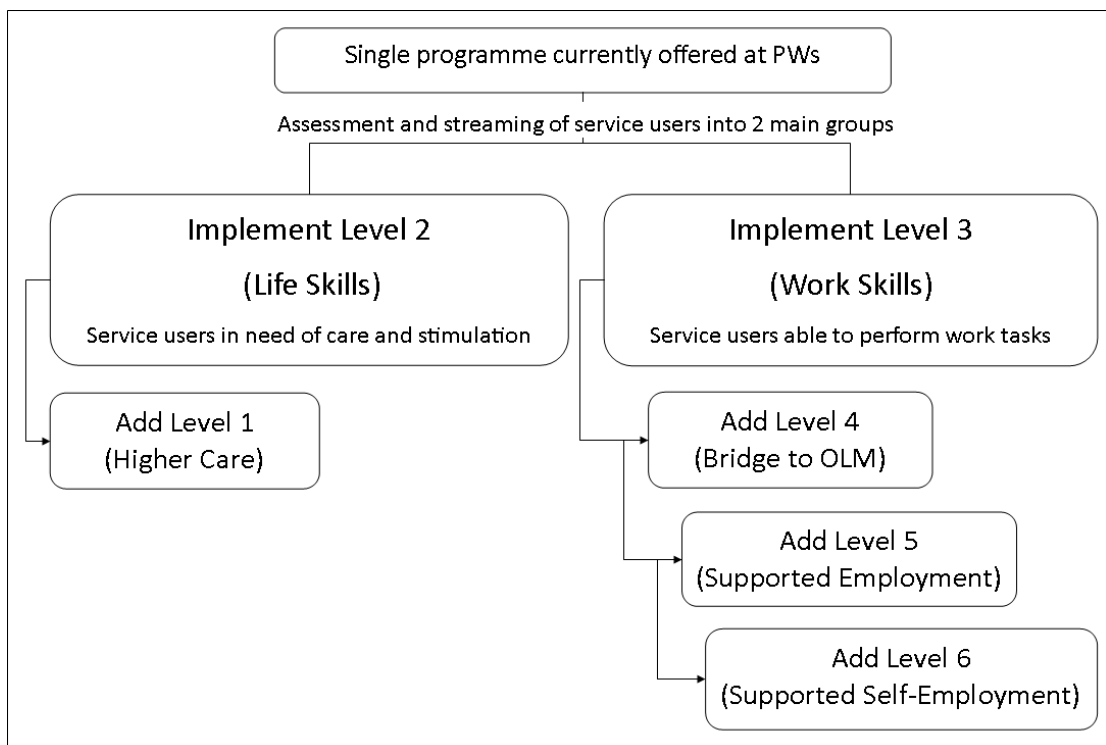 Single programme currently offered at PWs
Assessment and streaming of service users into 2 main groups
Implement Level 2
(Life Skills)
Service users in need of care and stimulation
Implement Level 3
(Work Skills)
Service users able to perform work tasks
Add Level 1
(Higher Care)
Add Level 4
(Bridge to OLM)
Add Level 5
(Supported Employment)
Add Level 6
(Supported Self-Employment)